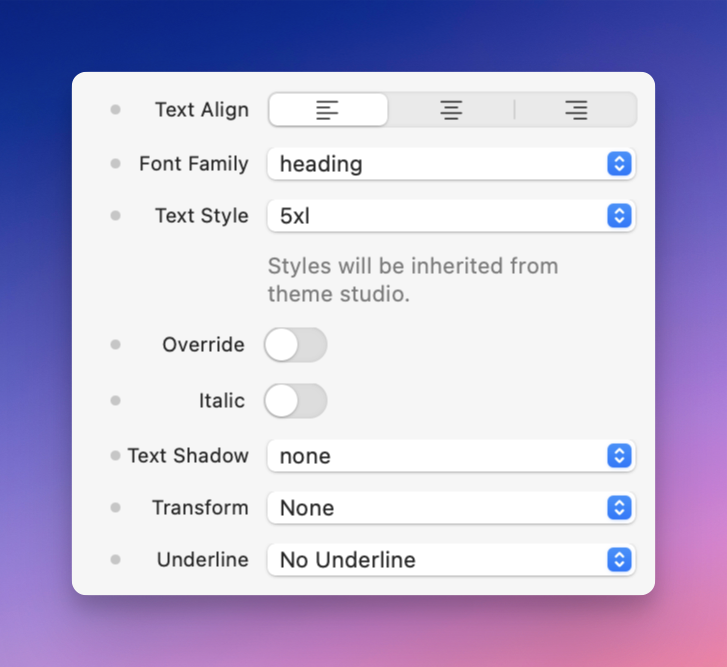 Text Align
Font Family heading
Text Style 5xl
Styles will be inherited from
theme studio.
Override
Italic
Text Shadow none
Transform None
Underline No Underline